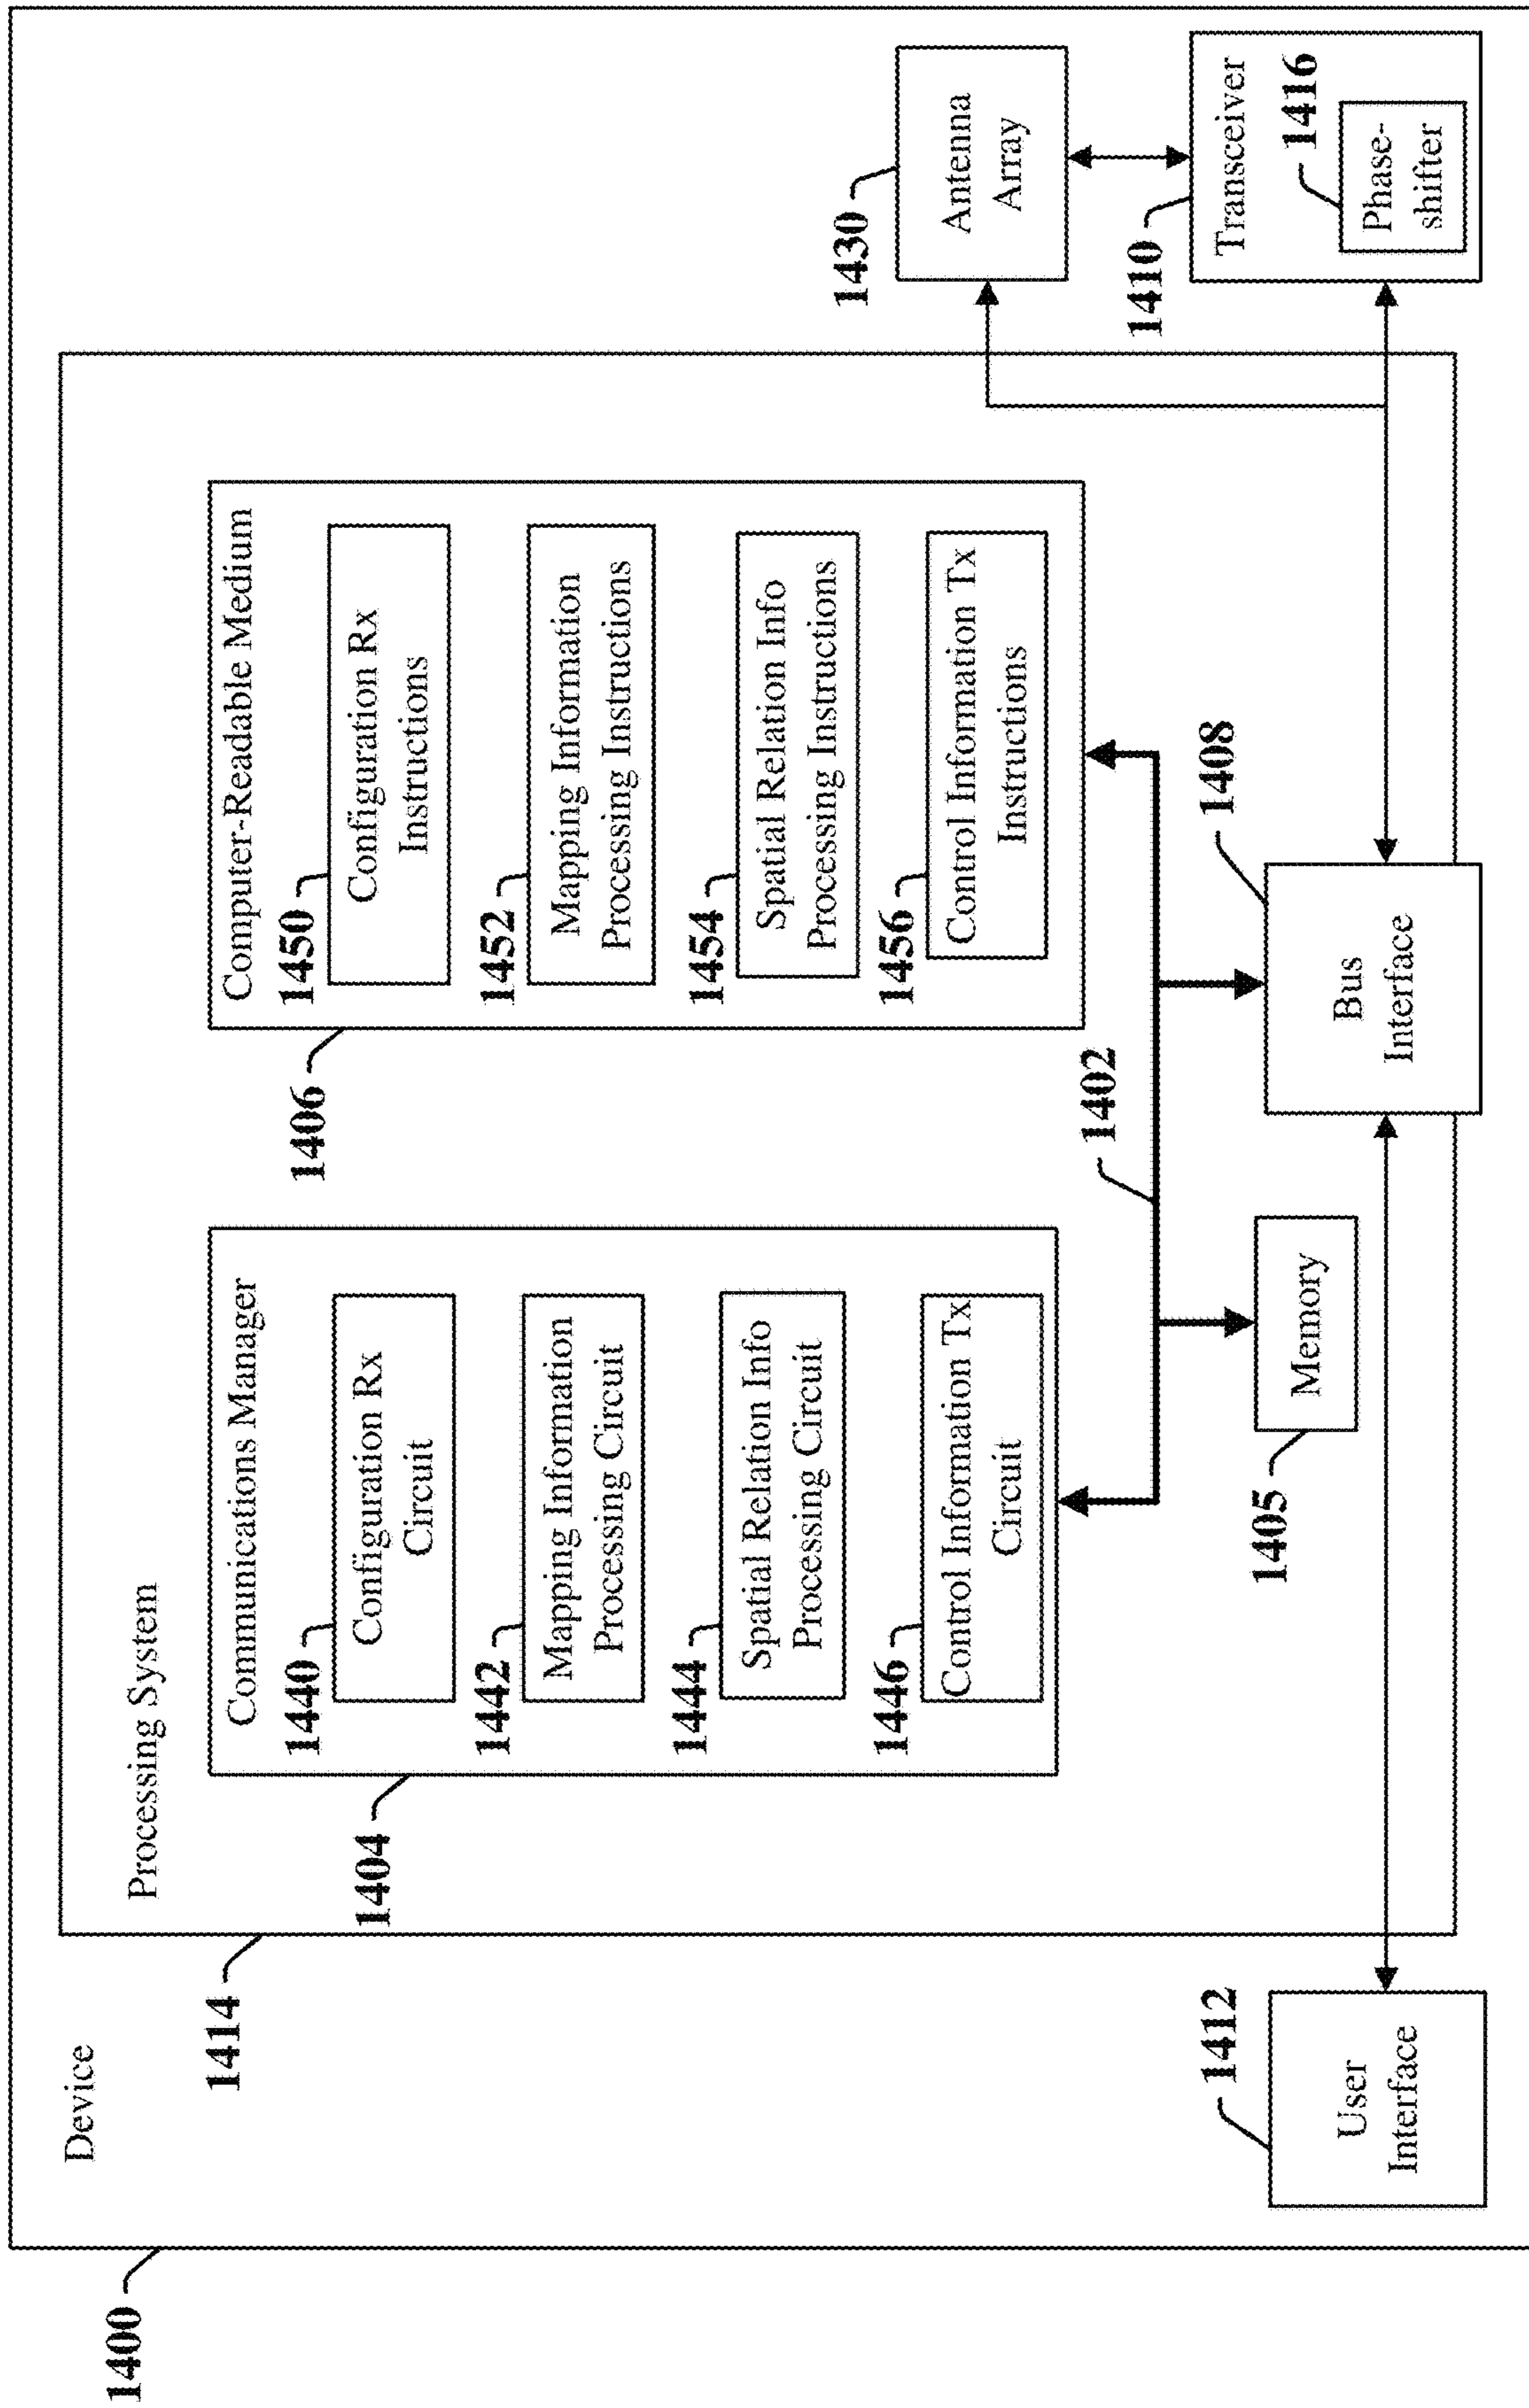 1400
Device
1414
Processing System
1404
Communications Manager
1440
Configuration Rx
Circuit
1442
Mapping Information
Processing Circuit
1444
Spatial Relation Info
Processing Circuit
1446
Control Information Tx
Circuit
1406
Computer-Readable Medium
1450
Configuration Rx
Instructions
1452
Mapping Information
Processing Instructions
1454
Spatial Relation Info
Processing Instructions
1456
Control Information Tx
Instructions
1402
1405
Memory
1408
Bus
Interface
1412
User
Interface
1430
Antenna
Array
1410
Transceiver
1416
Phase-
shifter